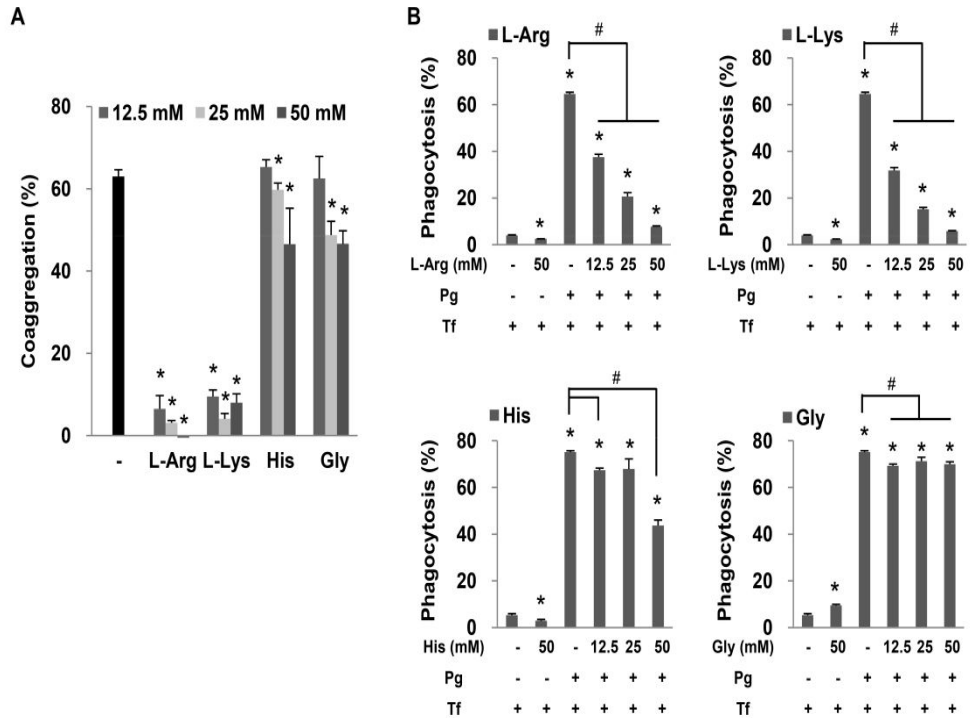 A
Coaggregation (%)
80
60
40
20
0
12.5 mM 25 mM 50 mM
* * * * * * * * * *
- L-Arg L-Lys His Gly
B
L-Arg
#
Phagocytosis (%)
80
60
40
20
0
* * * * *
L-Arg (mM) - 50 - 12.5 25 50
Pg - - + + + +
Tf + + + + + +
L-Lys
#
Phagocytosis (%)
80
60
40
20
0
* * * * *
L-Lys (mM) - 50 - 12.5 25 50
Pg - - + + + +
Tf + + + + + +
His
#
Phagocytosis (%)
80
60
40
20
0
* * * * *
His (mM) - 50 - 12.5 25 50
Pg - - + + + +
Tf + + + + + +
Gly
#
Phagocytosis (%)
80
60
40
20
0
* * * * *
Gly (mM) - 50 - 12.5 25 50
Pg - - + + + +
Tf + + + + + +